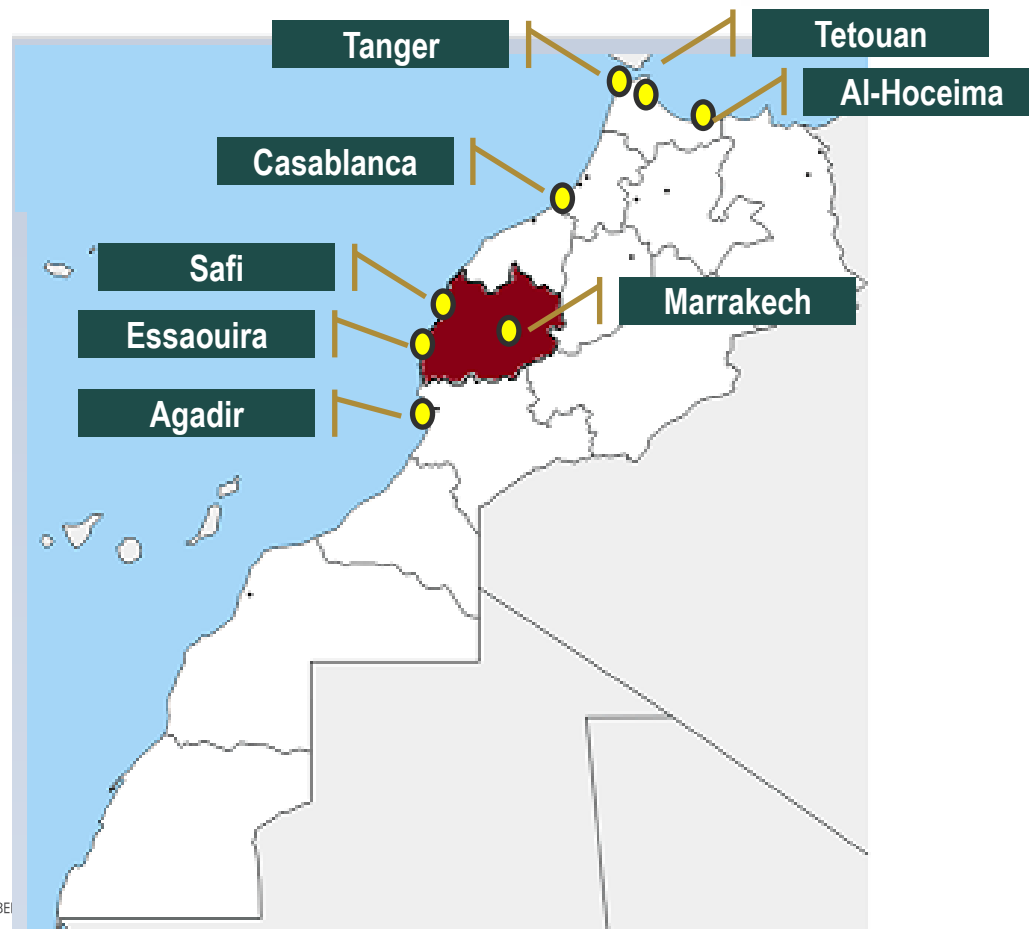 Tanger
Tetouan
Al-Hoceima
Casablanca
Safi
Marrakech
Essaouira
Agadir